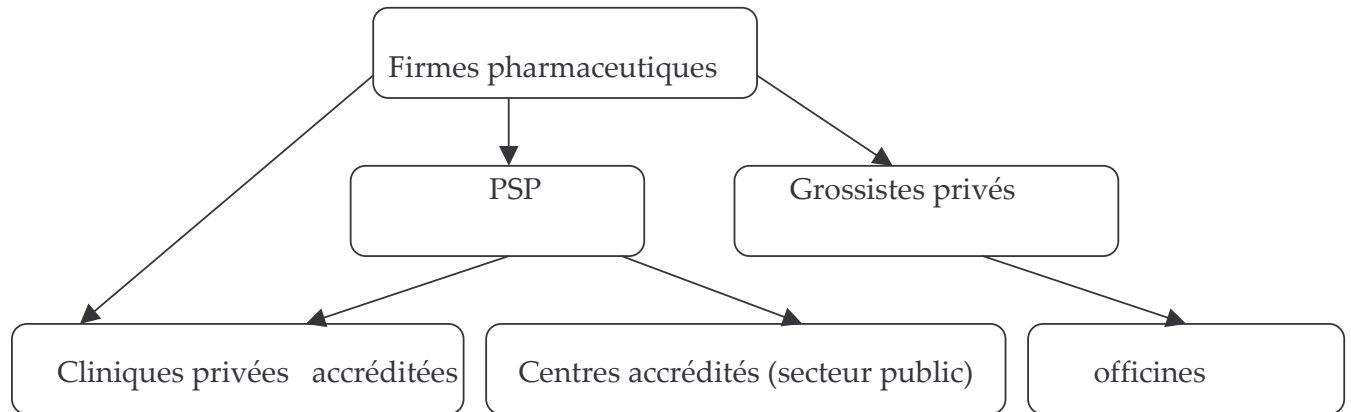 Firmes pharmaceutiques
PSP
Grossistes privés
Cliniques privées accréditées
Centres accrédités (secteur public)
officines